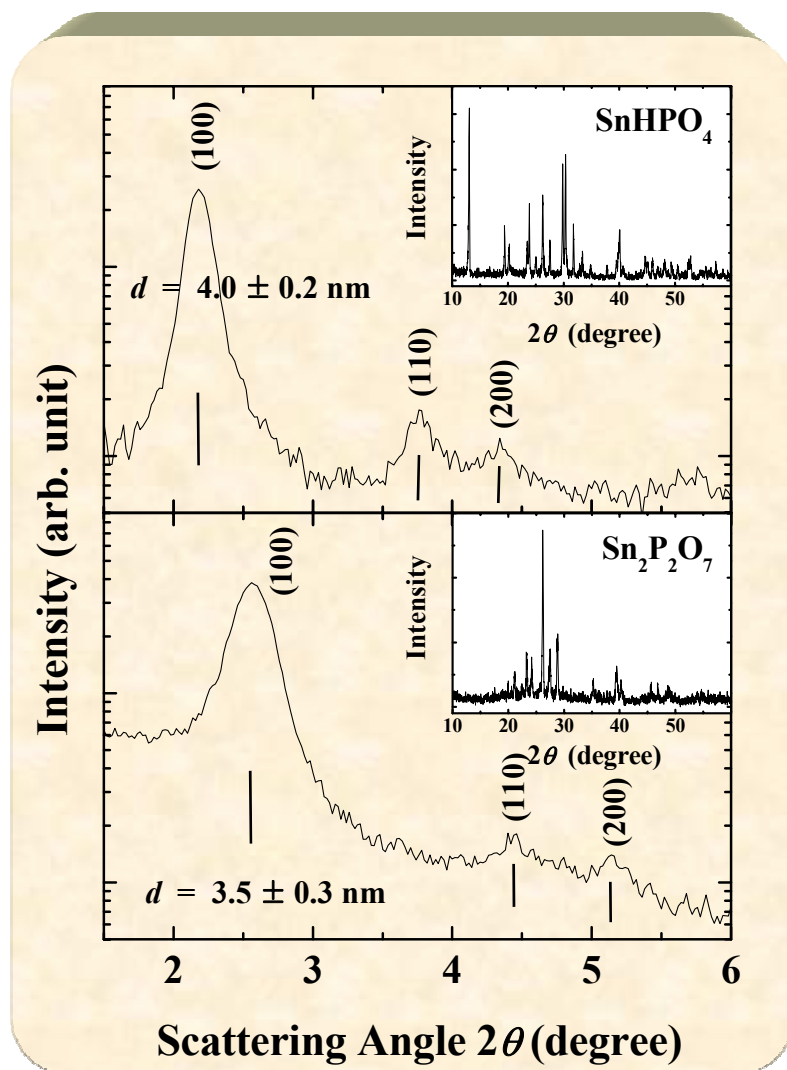 (100)
SnHPO₄
Intensity
d = 4.0 ± 0.2 nm
10 20 30 40 50
2θ (degree)
(110)
(200)
Intensity (arb. unit)
(100)
Sn₂P₂O₇
Intensity
10 20 30 40 50
2θ (degree)
(110)
(200)
d = 3.5 ± 0.3 nm
2 3 4 5 6
Scattering Angle 2θ (degree)